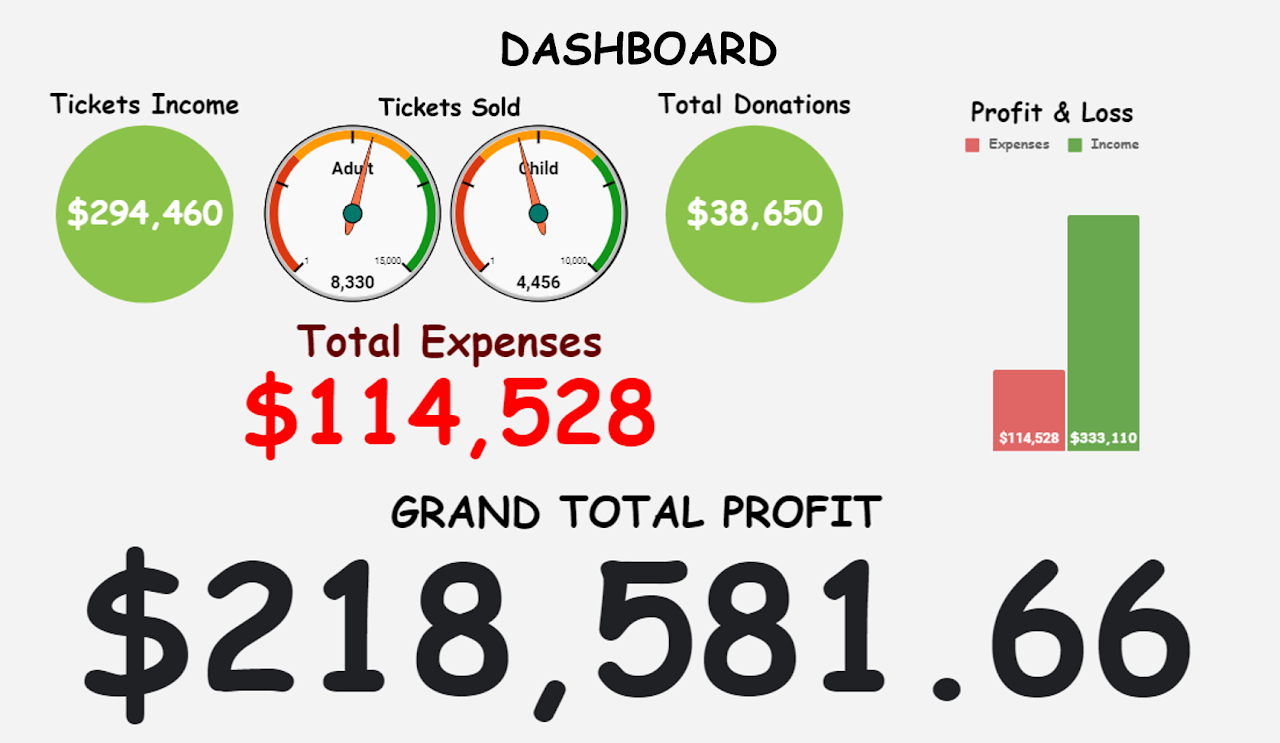 DASHBOARD
Tickets Income
Tickets Sold
Total Donations
Profit & Loss
Expenses Income
$294,460
Adult
1 15,000
8,330
Child
1 10,000
4,456
$38,650
$114,528 $333,110
Total Expenses
$114,528
GRAND TOTAL PROFIT
$218,581.66